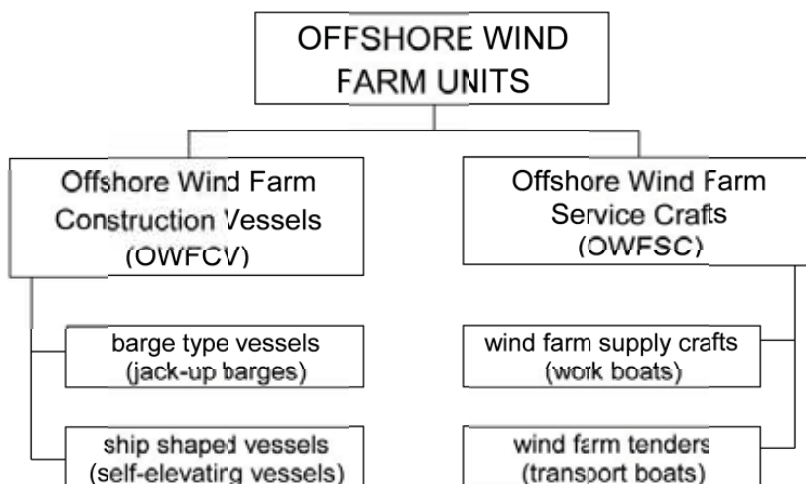 OFFSHORE WIND
FARM UNITS
Offshore Wind Farm
Construction Vessels
(OWFCV)
Offshore Wind Farm
Service Crafts
(OWFSC)
barge type vessels
(jack-up barges)
wind farm supply crafts
(work boats)
ship shaped vessels
(self-elevating vessels)
wind farm tenders
(transport boats)